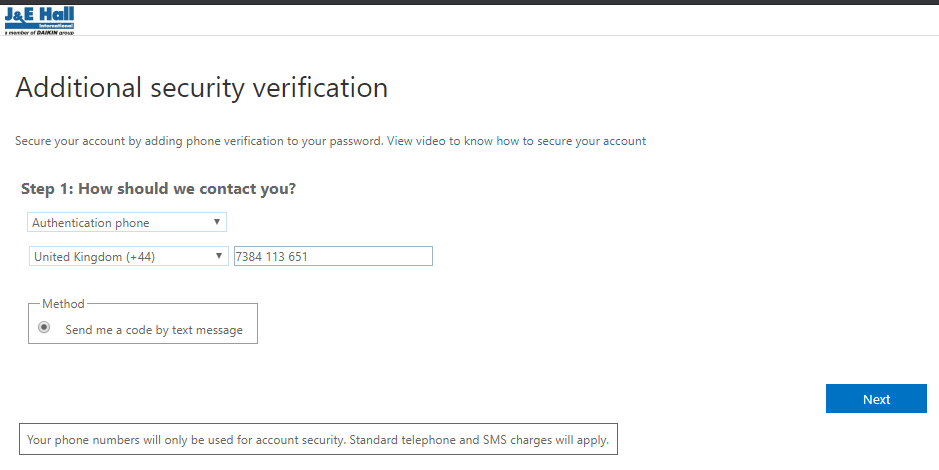 J&E Hall
International
a member of DAIKIN group
Additional security verification
Secure your account by adding phone verification to your password. View video to know how to secure your account
Step 1: How should we contact you?
Authentication phone
United Kingdom (+44) 7384 113 651
Method
Send me a code by text message
Next
Your phone numbers will only be used for account security. Standard telephone and SMS charges will apply.